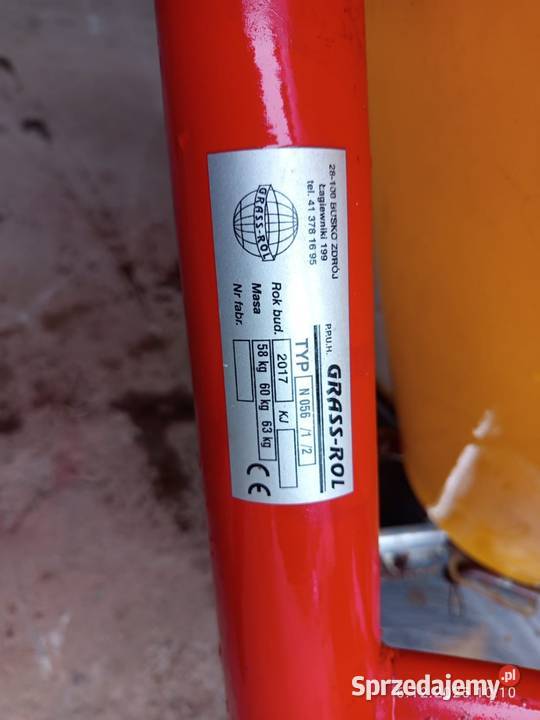 GRASS-ROL
28-100 BUSKO ZDRÓJ
Łagiewniki 199
tel. 41 378 16 95
P.P.U.H. GRASS-ROL
TYP N 056 /1 /2
Rok bud. 2017 KJ
Masa 58 kg 60 kg 63 kg
Nr fabr. CE
Sprzedajemy.pl